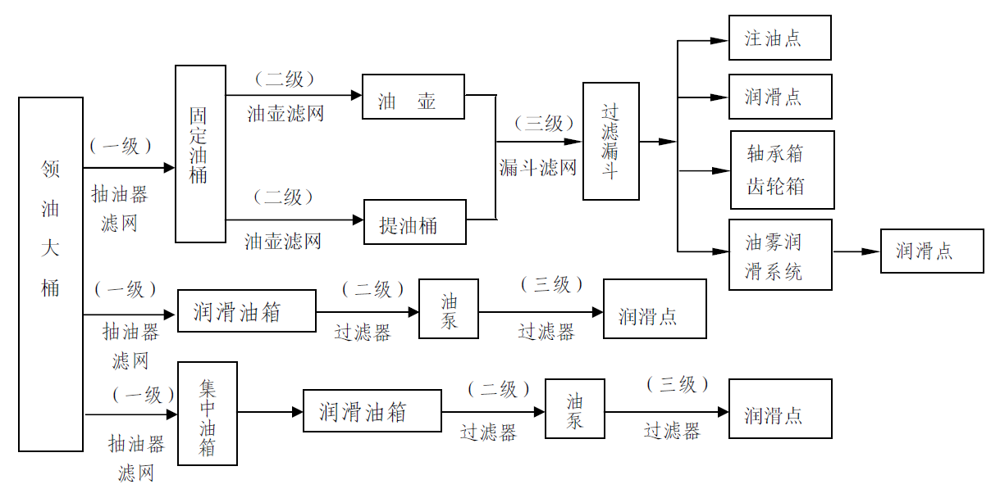 领
油
大
桶
（一级）
抽油器
滤网
固
定
油
桶
（二级）
油壶滤网
油 壶
（二级）
油壶滤网
提油桶
（三级）
漏斗滤网
过
滤
漏
斗
注油点
润滑点
轴承箱
齿轮箱
油雾润
滑系统
润滑点
（一级）
抽油器
滤网
润滑油箱
（二级）
过滤器
油
泵
（三级）
过滤器
润滑点
（一级）
抽油器
滤网
集
中
油
箱
润滑油箱
（二级）
过滤器
油
泵
（三级）
过滤器
润滑点